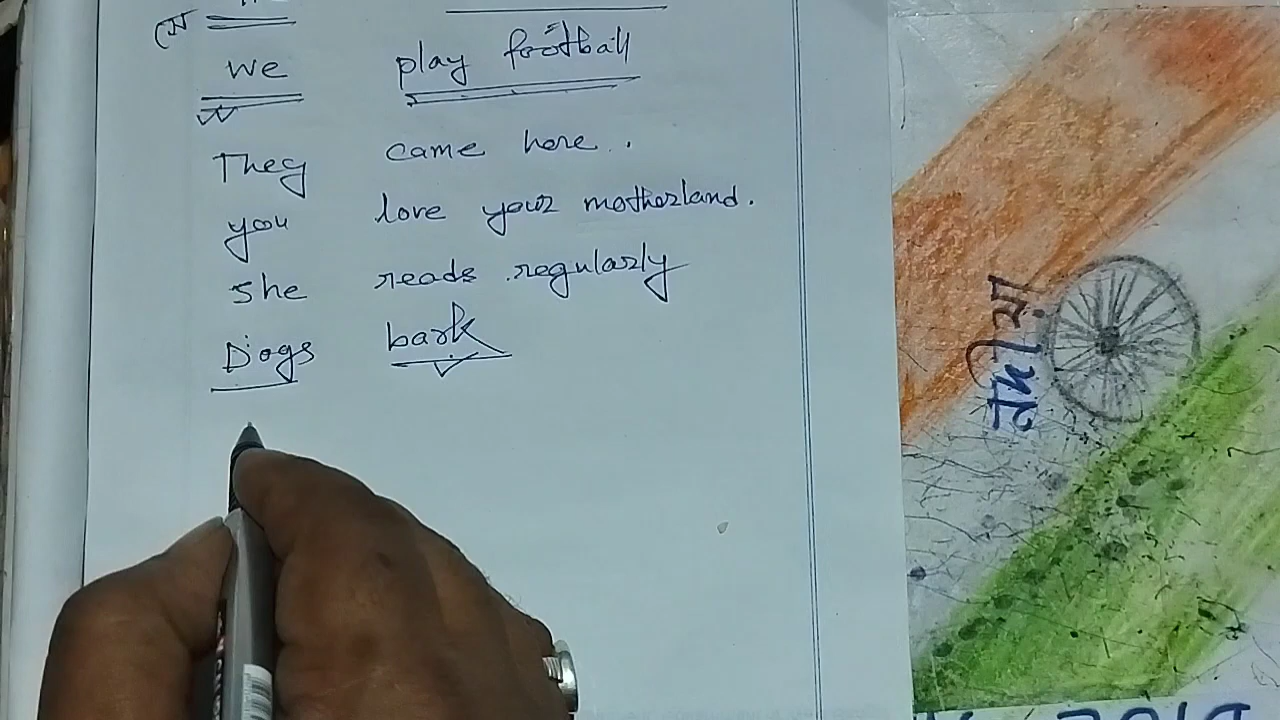 সে
We play football
They came here.
you love your motherland.
she reads regularly
Dogs bark